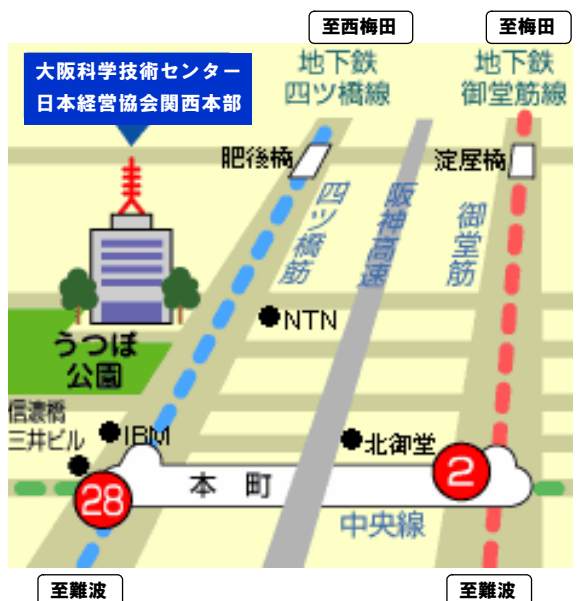 至西梅田
至梅田
大阪科学技術センター
日本経営協会関西本部
地下鉄
四ツ橋線
地下鉄
御堂筋線
肥後橋
淀屋橋
四ツ橋筋
阪神高速
御堂筋
NTN
うつぼ
公園
信濃橋
三井ビル
IBM
北御堂
28
本町
2
中央線
至難波
至難波